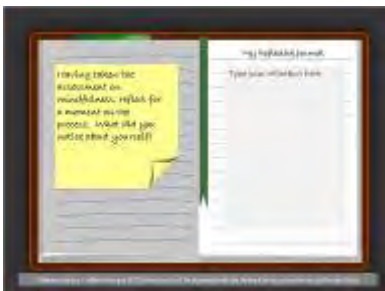 Having taken the
assessment on
mindfulness, reflect for
a moment on the
process. What did you
notice about yourself?
My Reflection Journal
Type your reflection here